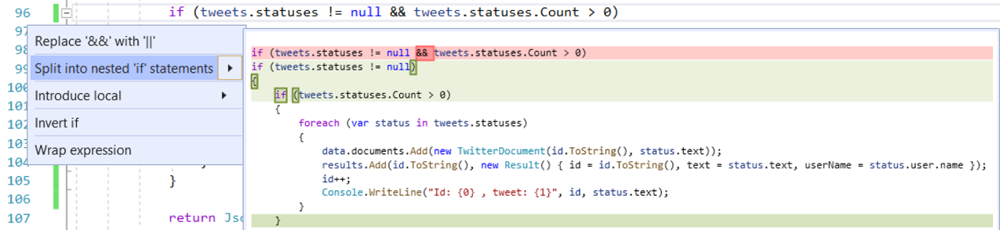 96 if (tweets.statuses != null && tweets.statuses.Count > 0)
97
Replace '&&' with '||'
Split into nested 'if' statements
Introduce local
Invert if
Wrap expression
if (tweets.statuses != null && tweets.statuses.Count > 0)
if (tweets.statuses != null)
{
if (tweets.statuses.Count > 0)
{
foreach (var status in tweets.statuses)
{
data.documents.Add(new TwitterDocument(id.ToString(), status.text));
results.Add(id.ToString(), new Result() { id = id.ToString(), text = status.text, userName = status.user.name });
id++;
Console.WriteLine("Id: {0} , tweet: {1}", id, status.text);
}
}
98
99
100
101
102
103
104
105 }
106
107 return